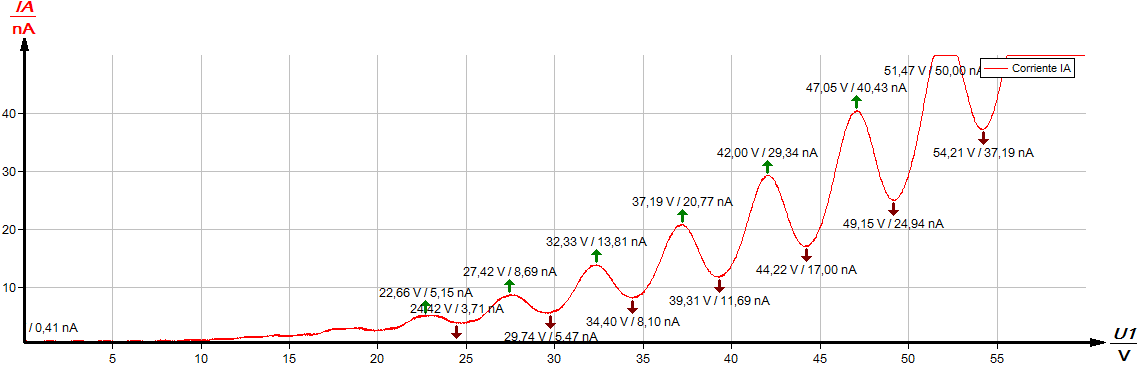 IA
nA
51,47 V / 50,00 nA
Corriente IA
47,05 V / 40,43 nA
40
42,00 V / 29,34 nA
54,21 V / 37,19 nA
30
37,19 V / 20,77 nA
49,15 V / 24,94 nA
20
32,33 V / 13,81 nA
44,22 V / 17,00 nA
27,42 V / 8,69 nA
10
22,66 V / 5,15 nA
39,31 V / 11,69 nA
24,42 V / 3,71 nA
34,40 V / 8,10 nA
/ 0,41 nA
29,74 V / 5,47 nA
U1
V
5 10 15 20 25 30 35 40 45 50 55